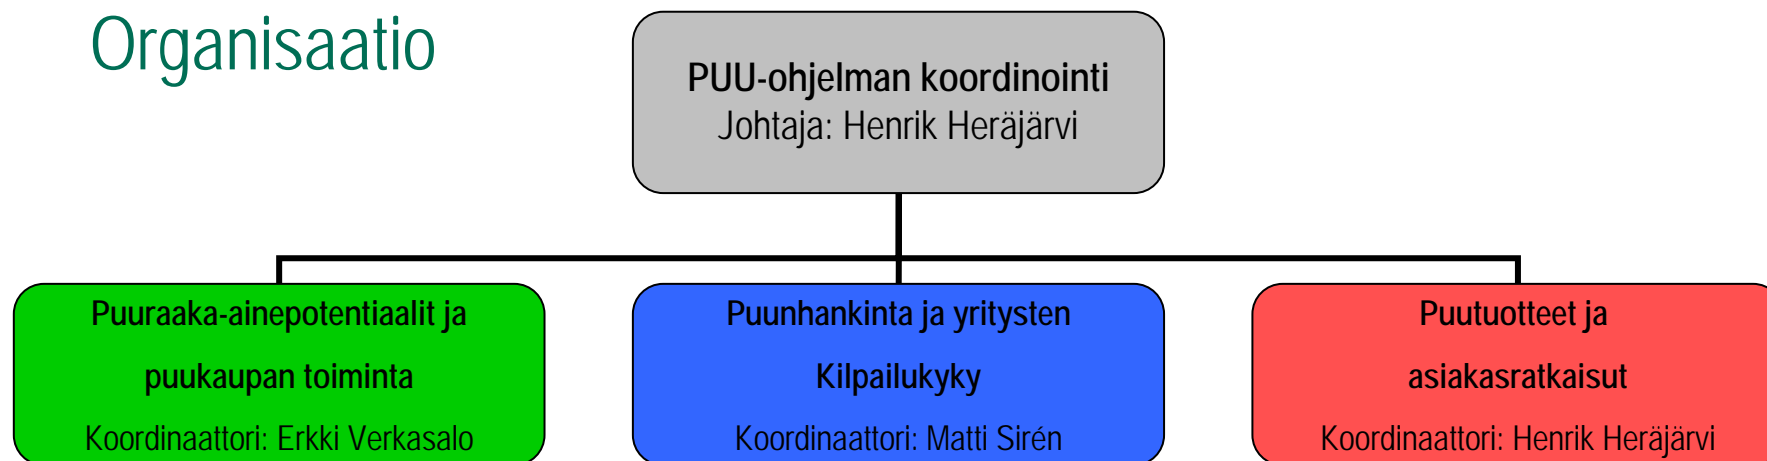 Organisaatio
PUU-ohjelman koordinointi
Johtaja: Henrik Heräjärvi
Puuraaka-ainepotentiaalit ja
puukaupan toiminta
Koordinaattori: Erkki Verkasalo
Puunhankinta ja yritysten
Kilpailukyky
Koordinaattori: Matti Sirén
Puutuotteet ja
asiakasratkaisut
Koordinaattori: Henrik Heräjärvi